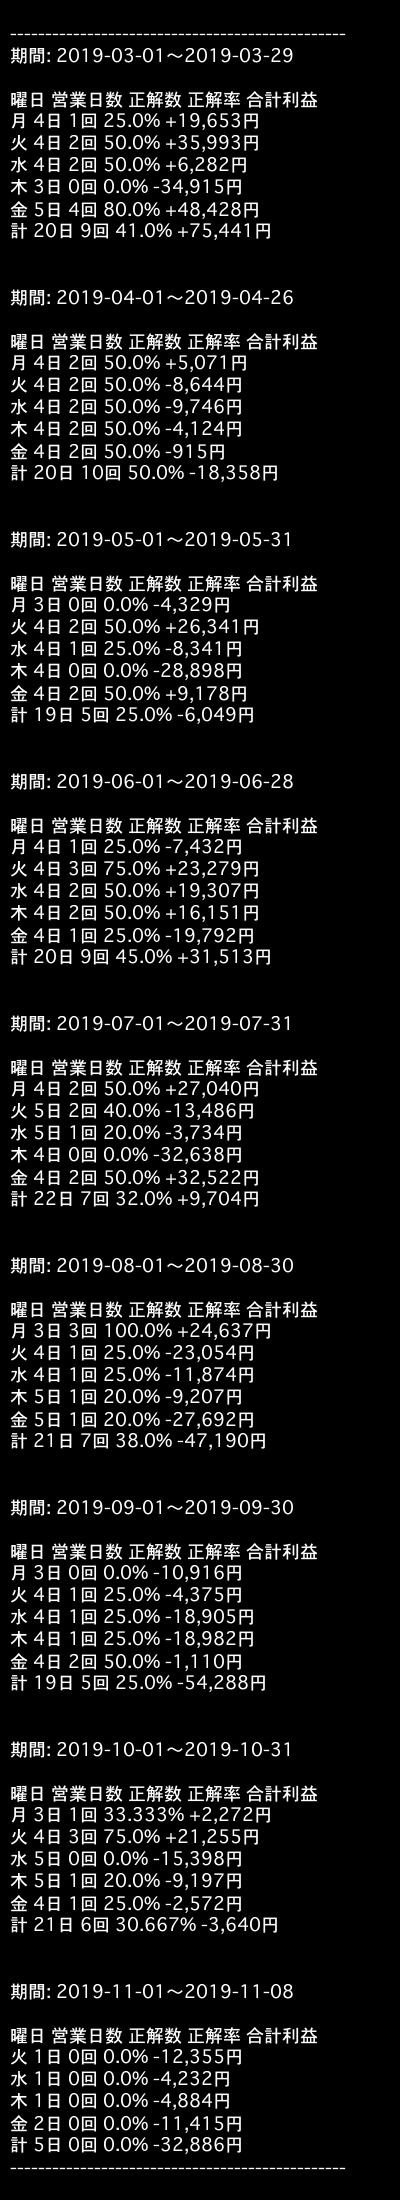 ------------------------------------------------
期間: 2019-03-01〜2019-03-29
曜日 営業日数 正解数 正解率 合計利益
月 4日 1回 25.0% +19,653円
火 4日 2回 50.0% +35,993円
水 4日 2回 50.0% +6,282円
木 3日 0回 0.0% -34,915円
金 5日 4回 80.0% +48,428円
計 20日 9回 41.0% +75,441円
期間: 2019-04-01〜2019-04-26
曜日 営業日数 正解数 正解率 合計利益
月 4日 2回 50.0% +5,071円
火 4日 2回 50.0% -8,644円
水 4日 2回 50.0% -9,746円
木 4日 2回 50.0% -4,124円
金 4日 2回 50.0% -915円
計 20日 10回 50.0% -18,358円
期間: 2019-05-01〜2019-05-31
曜日 営業日数 正解数 正解率 合計利益
月 3日 0回 0.0% -4,329円
火 4日 2回 50.0% +26,341円
水 4日 1回 25.0% -8,341円
木 4日 0回 0.0% -28,898円
金 4日 2回 50.0% +9,178円
計 19日 5回 25.0% -6,049円
期間: 2019-06-01〜2019-06-28
曜日 営業日数 正解数 正解率 合計利益
月 4日 1回 25.0% -7,432円
火 4日 3回 75.0% +23,279円
水 4日 2回 50.0% +19,307円
木 4日 2回 50.0% +16,151円
金 4日 1回 25.0% -19,792円
計 20日 9回 45.0% +31,513円
期間: 2019-07-01〜2019-07-31
曜日 営業日数 正解数 正解率 合計利益
月 4日 2回 50.0% +27,040円
火 5日 2回 40.0% -13,486円
水 5日 1回 20.0% -3,734円
木 4日 0回 0.0% -32,638円
金 4日 2回 50.0% +32,522円
計 22日 7回 32.0% +9,704円
期間: 2019-08-01〜2019-08-30
曜日 営業日数 正解数 正解率 合計利益
月 3日 3回 100.0% +24,637円
火 4日 1回 25.0% -23,054円
水 4日 1回 25.0% -11,874円
木 5日 1回 20.0% -9,207円
金 5日 1回 20.0% -27,692円
計 21日 7回 38.0% -47,190円
期間: 2019-09-01〜2019-09-30
曜日 営業日数 正解数 正解率 合計利益
月 3日 0回 0.0% -10,916円
火 4日 1回 25.0% -4,375円
水 4日 1回 25.0% -18,905円
木 4日 1回 25.0% -18,982円
金 4日 2回 50.0% -1,110円
計 19日 5回 25.0% -54,288円
期間: 2019-10-01〜2019-10-31
曜日 営業日数 正解数 正解率 合計利益
月 3日 1回 33.333% +2,272円
火 4日 3回 75.0% +21,255円
水 5日 0回 0.0% -15,398円
木 5日 1回 20.0% -9,197円
金 4日 1回 25.0% -2,572円
計 21日 6回 30.667% -3,640円
期間: 2019-11-01〜2019-11-08
曜日 営業日数 正解数 正解率 合計利益
火 1日 0回 0.0% -12,355円
水 1日 0回 0.0% -4,232円
木 1日 0回 0.0% -4,884円
金 2日 0回 0.0% -11,415円
計 5日 0回 0.0% -32,886円
------------------------------------------------